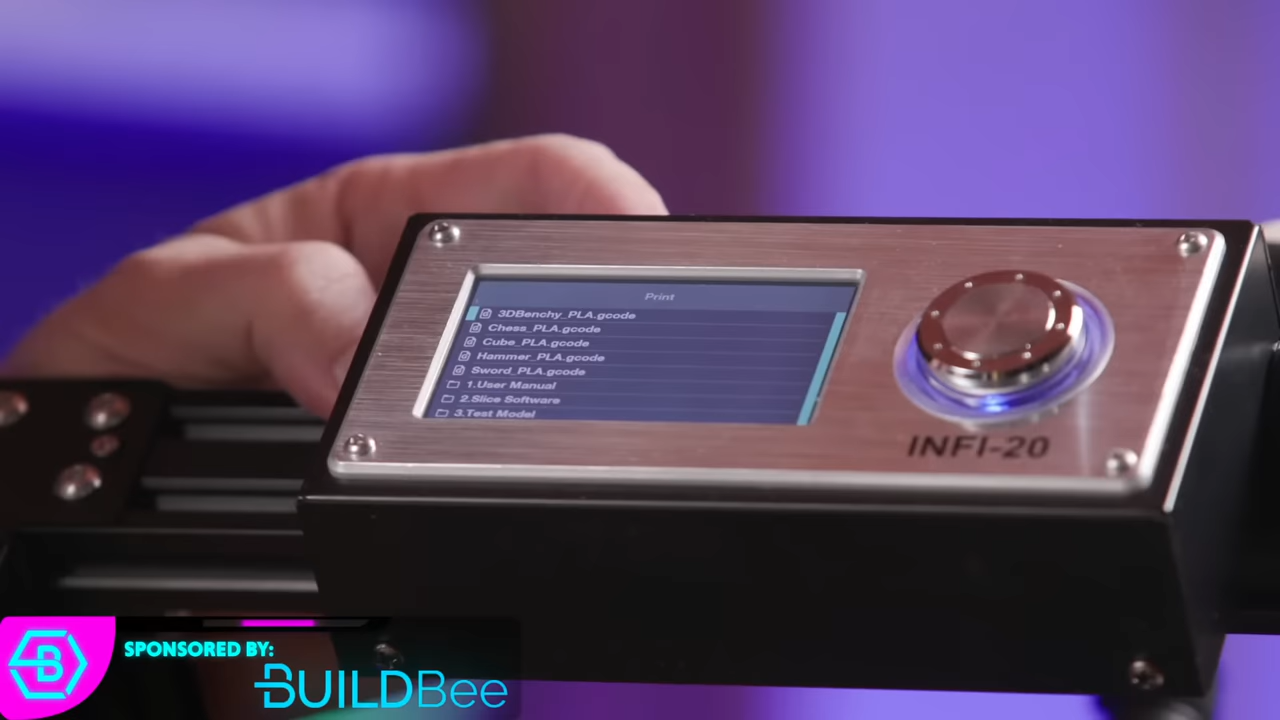 Print
3DBenchy_PLA.gcode
Chess_PLA.gcode
Cube_PLA.gcode
Hammer_PLA.gcode
Sword_PLA.gcode
1.User Manual
2.Slice Software
3.Test Model
INFI-20
B
SPONSORED BY:
BUILDBee